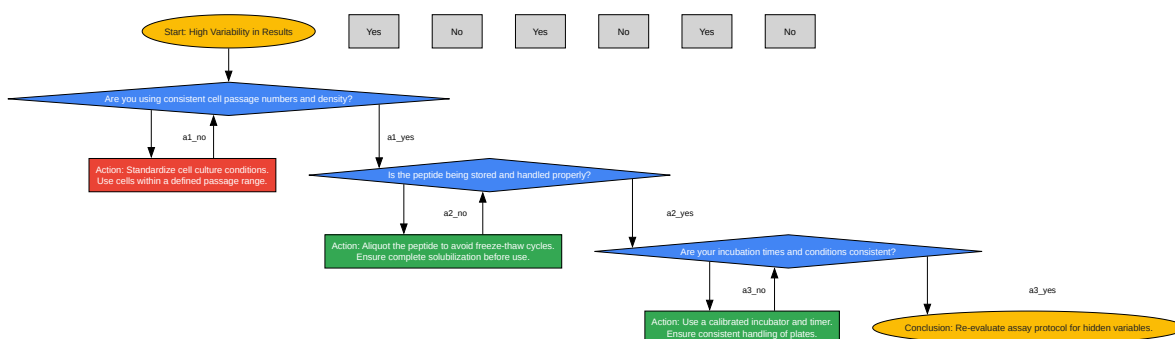 Start: High Variability in Results
Yes
No
Yes
No
Yes
No
Are you using consistent cell passage numbers and density?
a1_no
a1_yes
Action: Standardize cell culture conditions.
Use cells within a defined passage range.
Is the peptide being stored and handled properly?
a2_no
a2_yes
Action: Aliquot the peptide to avoid freeze-thaw cycles.
Ensure complete solubilization before use.
Are your incubation times and conditions consistent?
a3_no
a3_yes
Action: Use a calibrated incubator and timer.
Ensure consistent handling of plates.
Conclusion: Re-evaluate assay protocol for hidden variables.